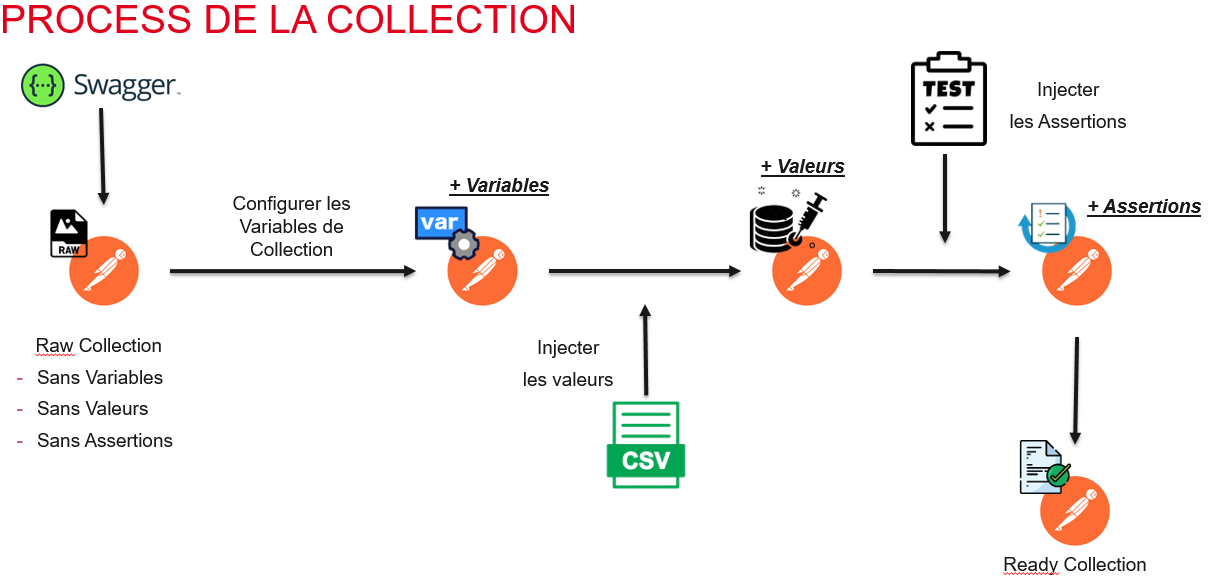 PROCESS DE LA COLLECTION
Swagger
TEST
Injecter
les Assertions
+ Valeurs
+ Variables
+ Assertions
Configurer les
Variables de
Collection
var
RAW
Raw Collection
- Sans Variables
- Sans Valeurs
- Sans Assertions
Injecter
les valeurs
CSV
Ready Collection